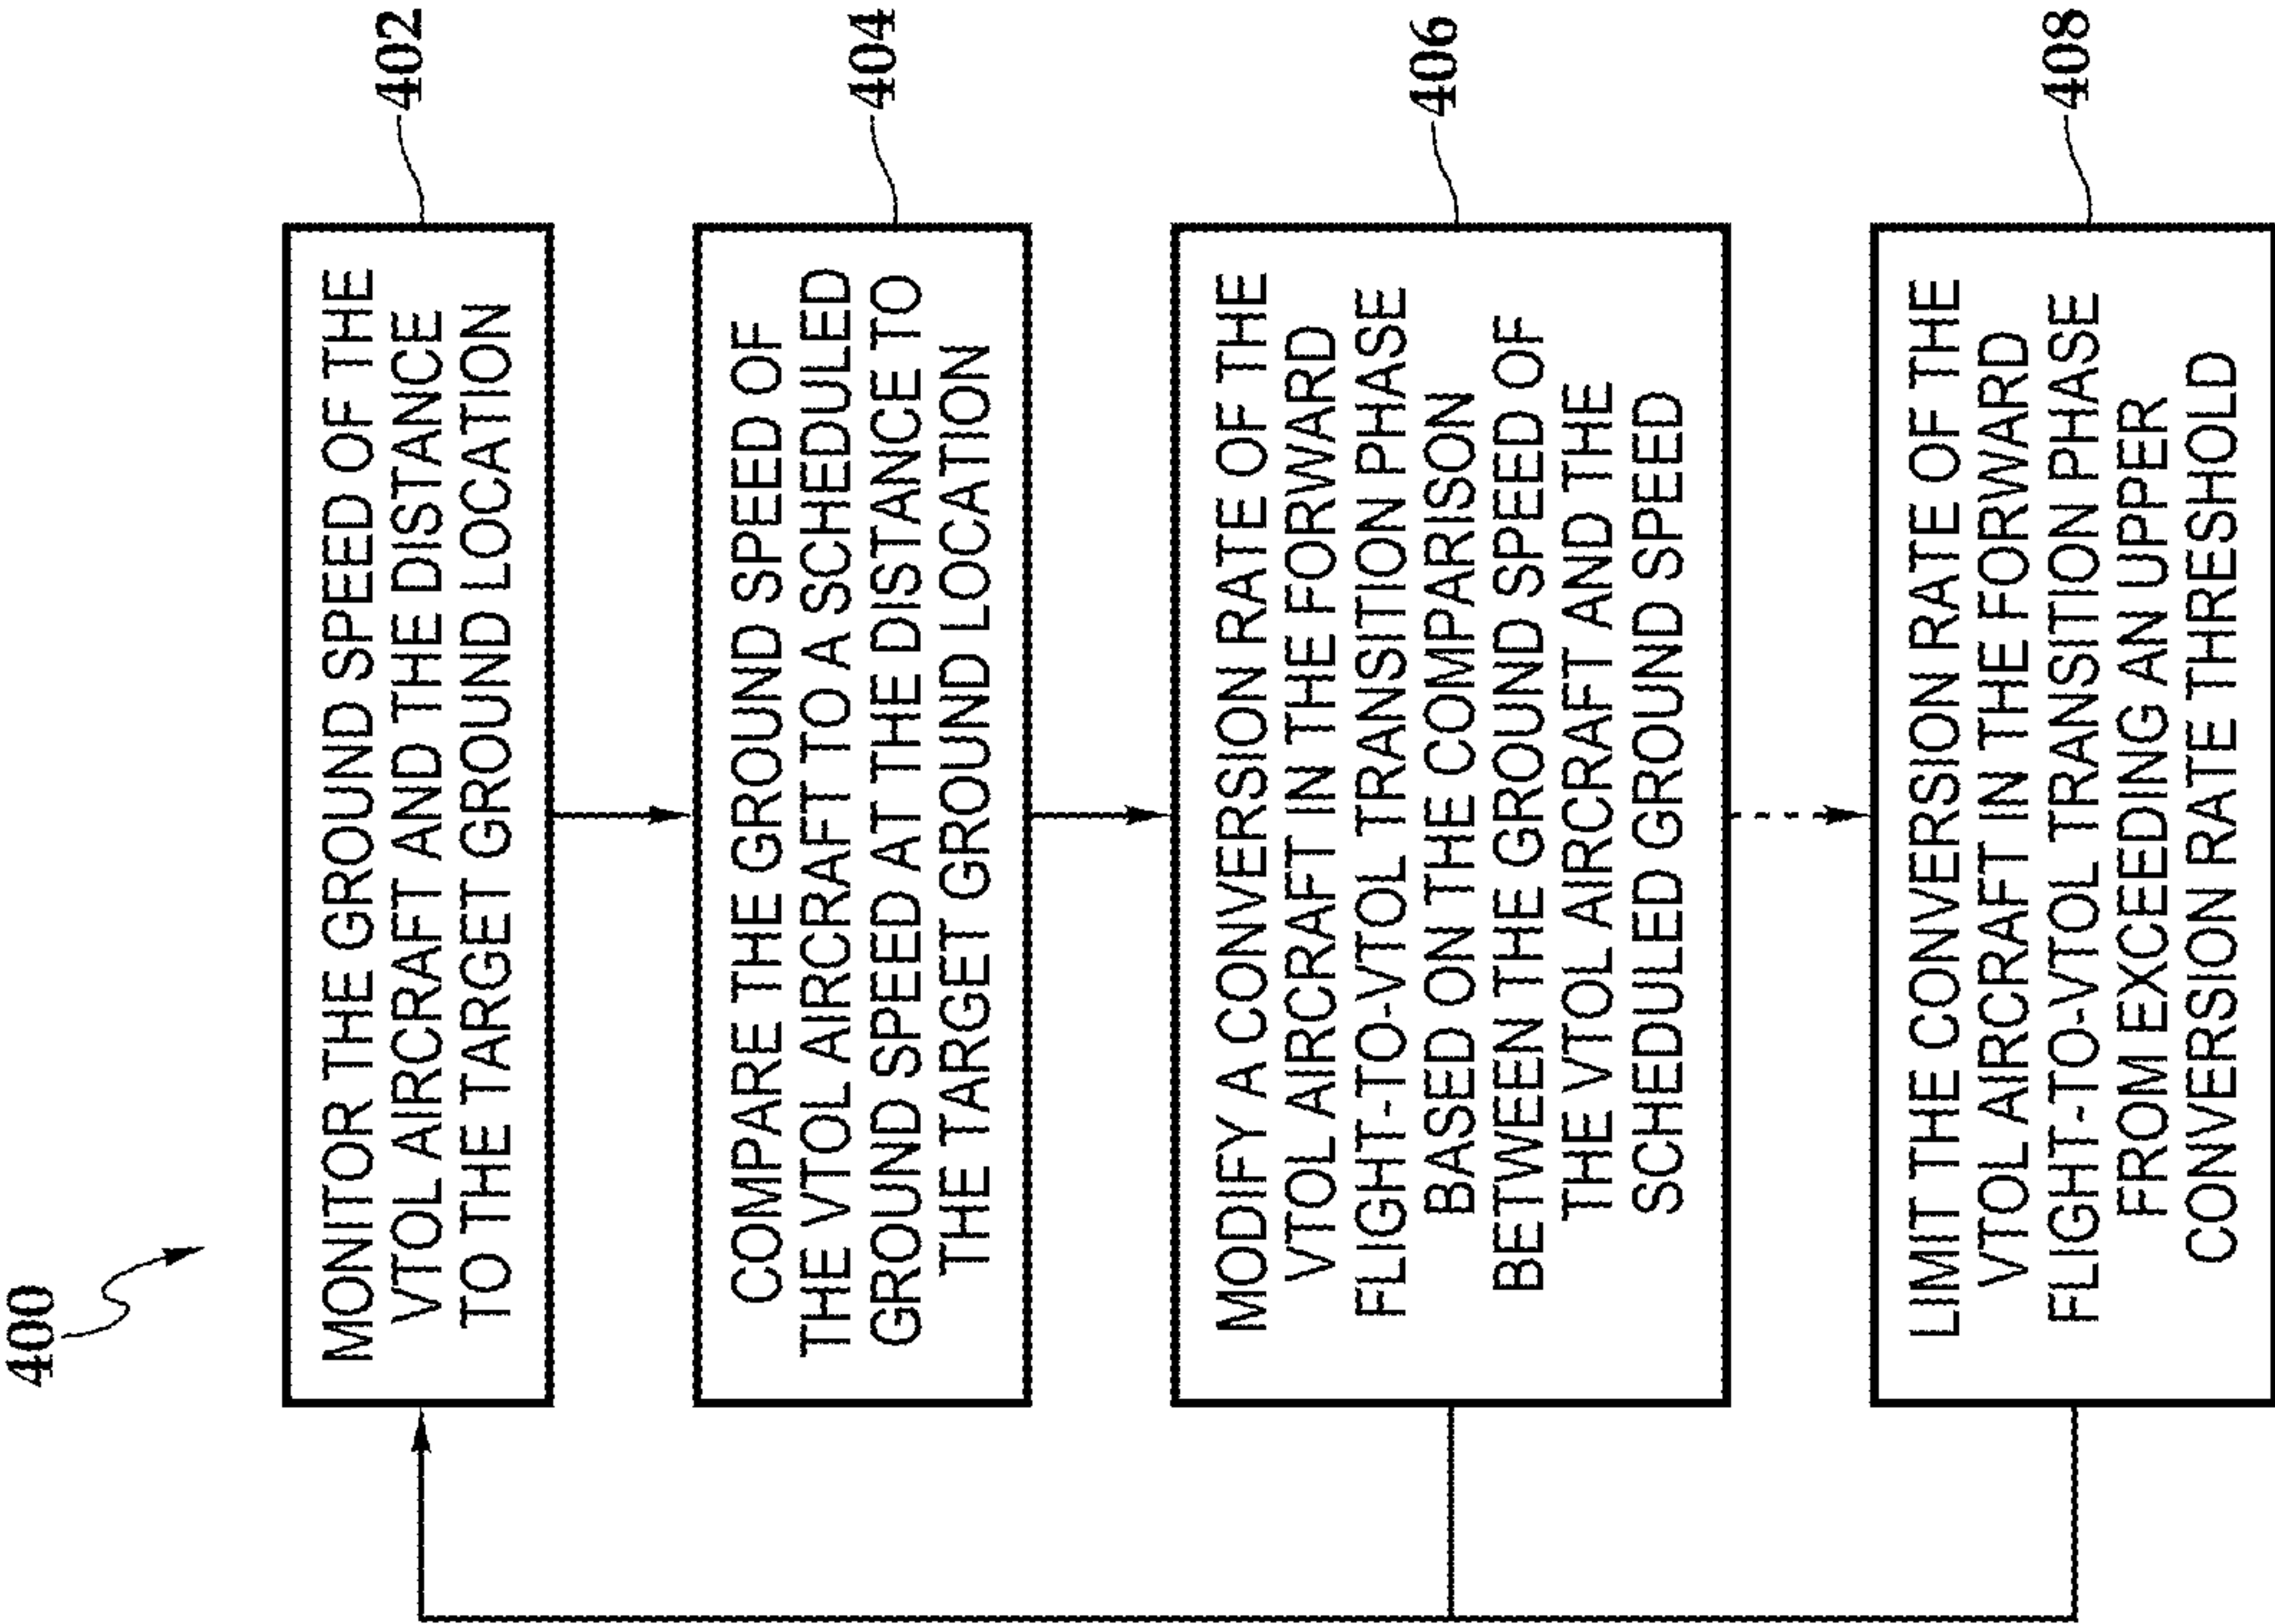 400
MONITOR THE GROUND SPEED OF THE
VTOL AIRCRAFT AND THE DISTANCE
TO THE TARGET GROUND LOCATION
402
COMPARE THE GROUND SPEED OF
THE VTOL AIRCRAFT TO A SCHEDULED
GROUND SPEED AT THE DISTANCE TO
THE TARGET GROUND LOCATION
404
MODIFY A CONVERSION RATE OF THE
VTOL AIRCRAFT IN THE FORWARD
FLIGHT-TO-VTOL TRANSITION PHASE
BASED ON THE COMPARISON
BETWEEN THE GROUND SPEED OF
THE VTOL AIRCRAFT AND THE
SCHEDULED GROUND SPEED
406
LIMIT THE CONVERSION RATE OF THE
VTOL AIRCRAFT IN THE FORWARD
FLIGHT-TO-VTOL TRANSITION PHASE
FROM EXCEEDING AN UPPER
CONVERSION RATE THRESHOLD
408